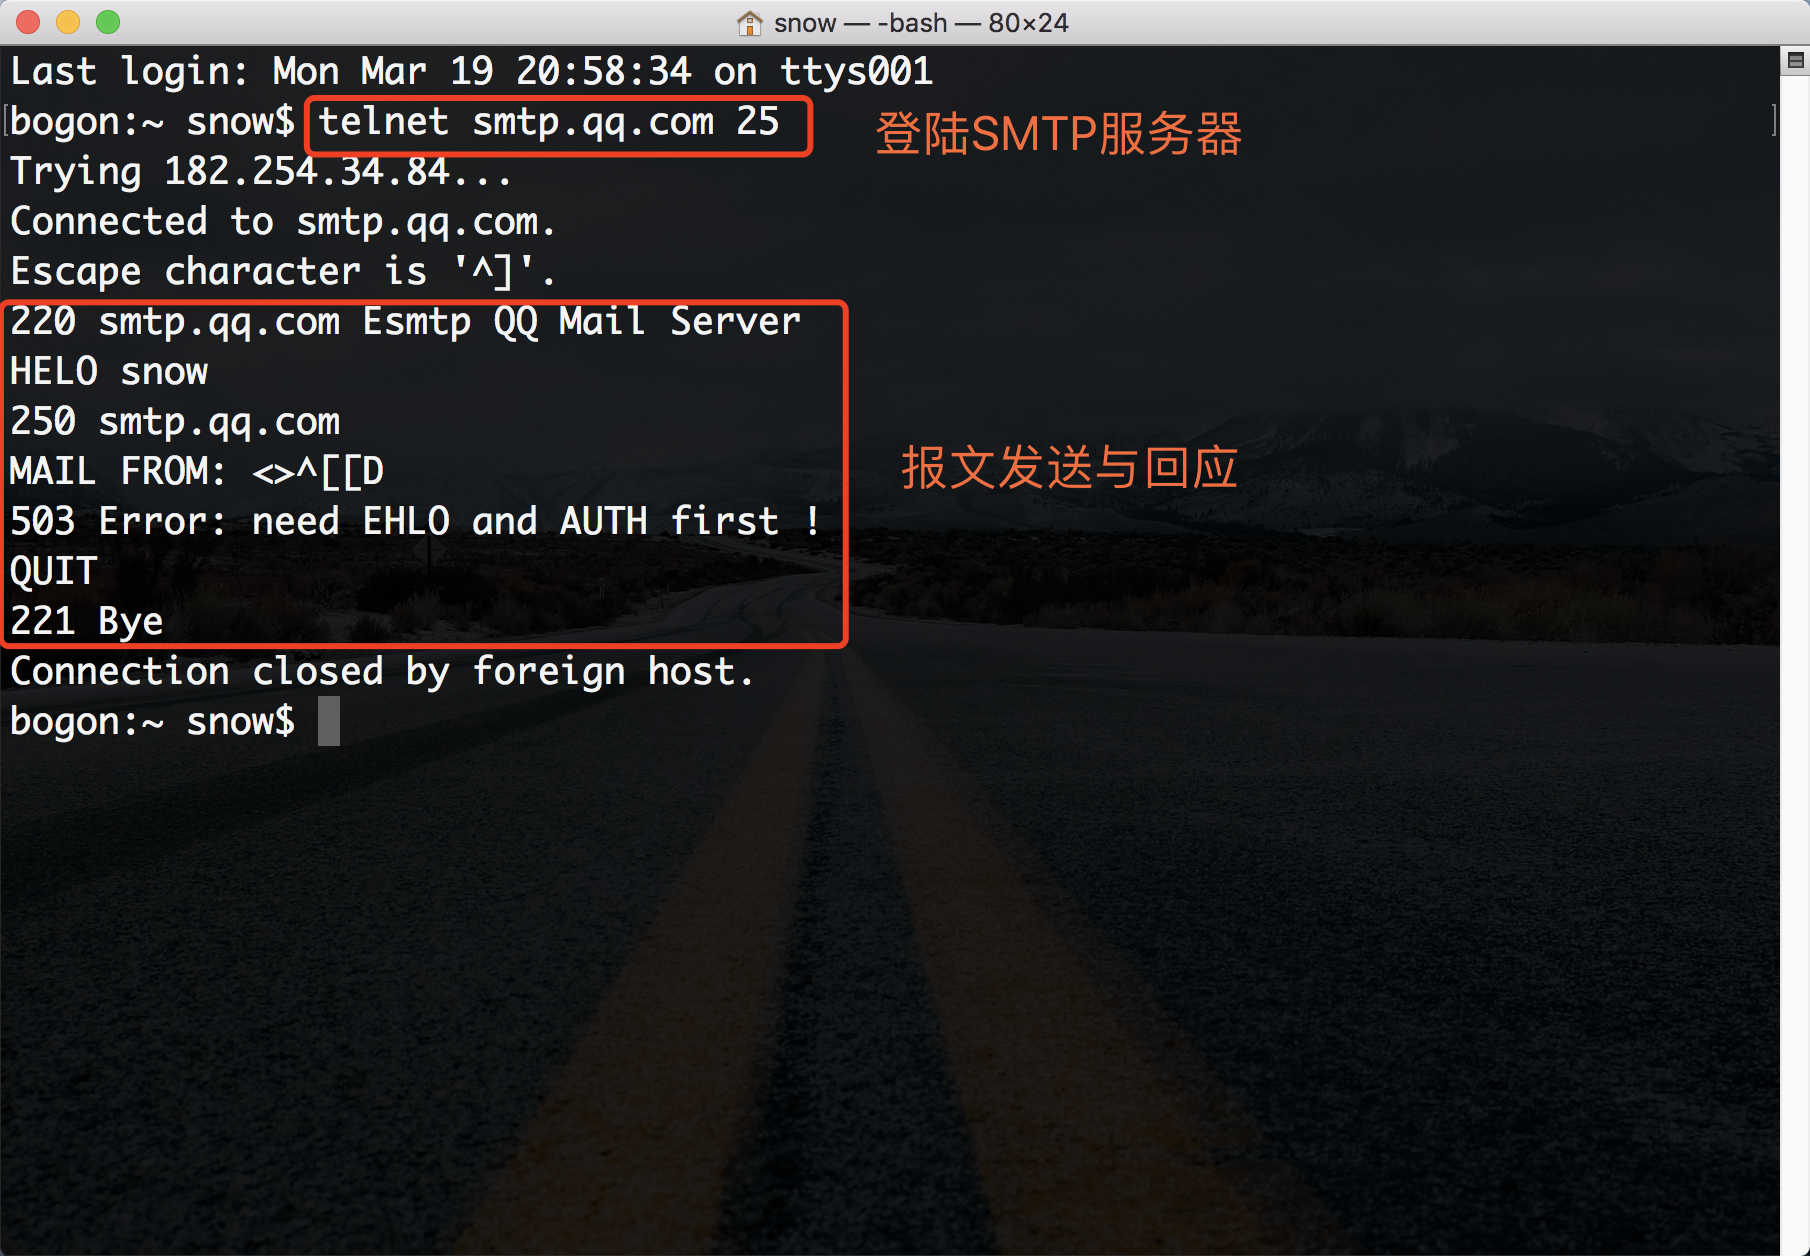 snow — -bash — 80×24
Last login: Mon Mar 19 20:58:34 on ttys001
[bogon:~ snow$ telnet smtp.qq.com 25 ]
登陆SMTP服务器
Trying 182.254.34.84...
Connected to smtp.qq.com.
Escape character is '^]'.
220 smtp.qq.com Esmtp QQ Mail Server
HELO snow
250 smtp.qq.com
MAIL FROM: <>^[[D
报文发送与回应
503 Error: need EHLO and AUTH first !
QUIT
221 Bye
Connection closed by foreign host.
bogon:~ snow$